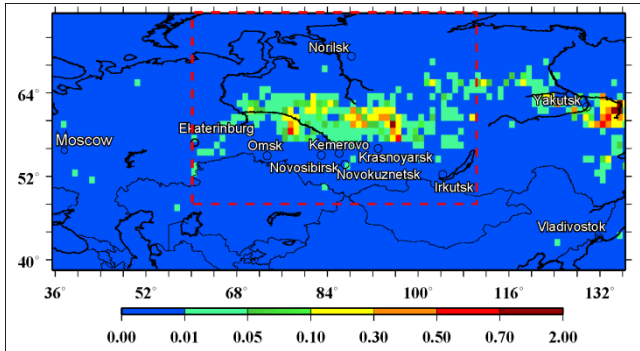 Norilsk
64°
Yakutsk
Ekaterinburg
Moscow
Omsk
Kemerovo
Krasnoyarsk
Novosibirsk
Novokuznetsk
52°
Irkutsk
Vladivostok
40°
36° 52° 68° 84° 100° 116° 132°
0.00 0.01 0.05 0.10 0.30 0.50 0.70 2.00